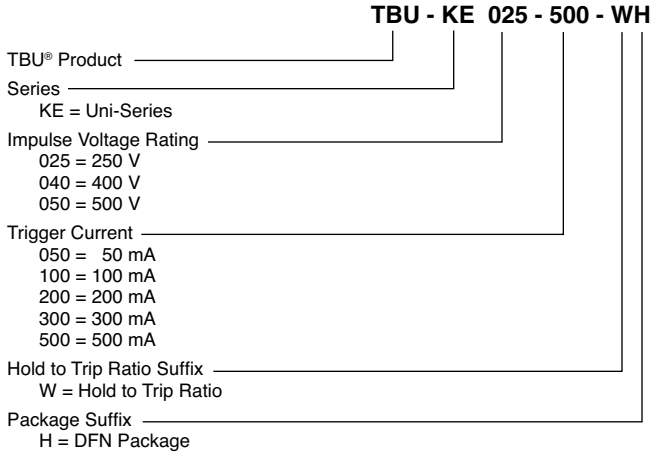 TBU - KE 025 - 500 - WH
TBU® Product
Series
KE = Uni-Series
Impulse Voltage Rating
025 = 250 V
040 = 400 V
050 = 500 V
Trigger Current
050 = 50 mA
100 = 100 mA
200 = 200 mA
300 = 300 mA
500 = 500 mA
Hold to Trip Ratio Suffix
W = Hold to Trip Ratio
Package Suffix
H = DFN Package